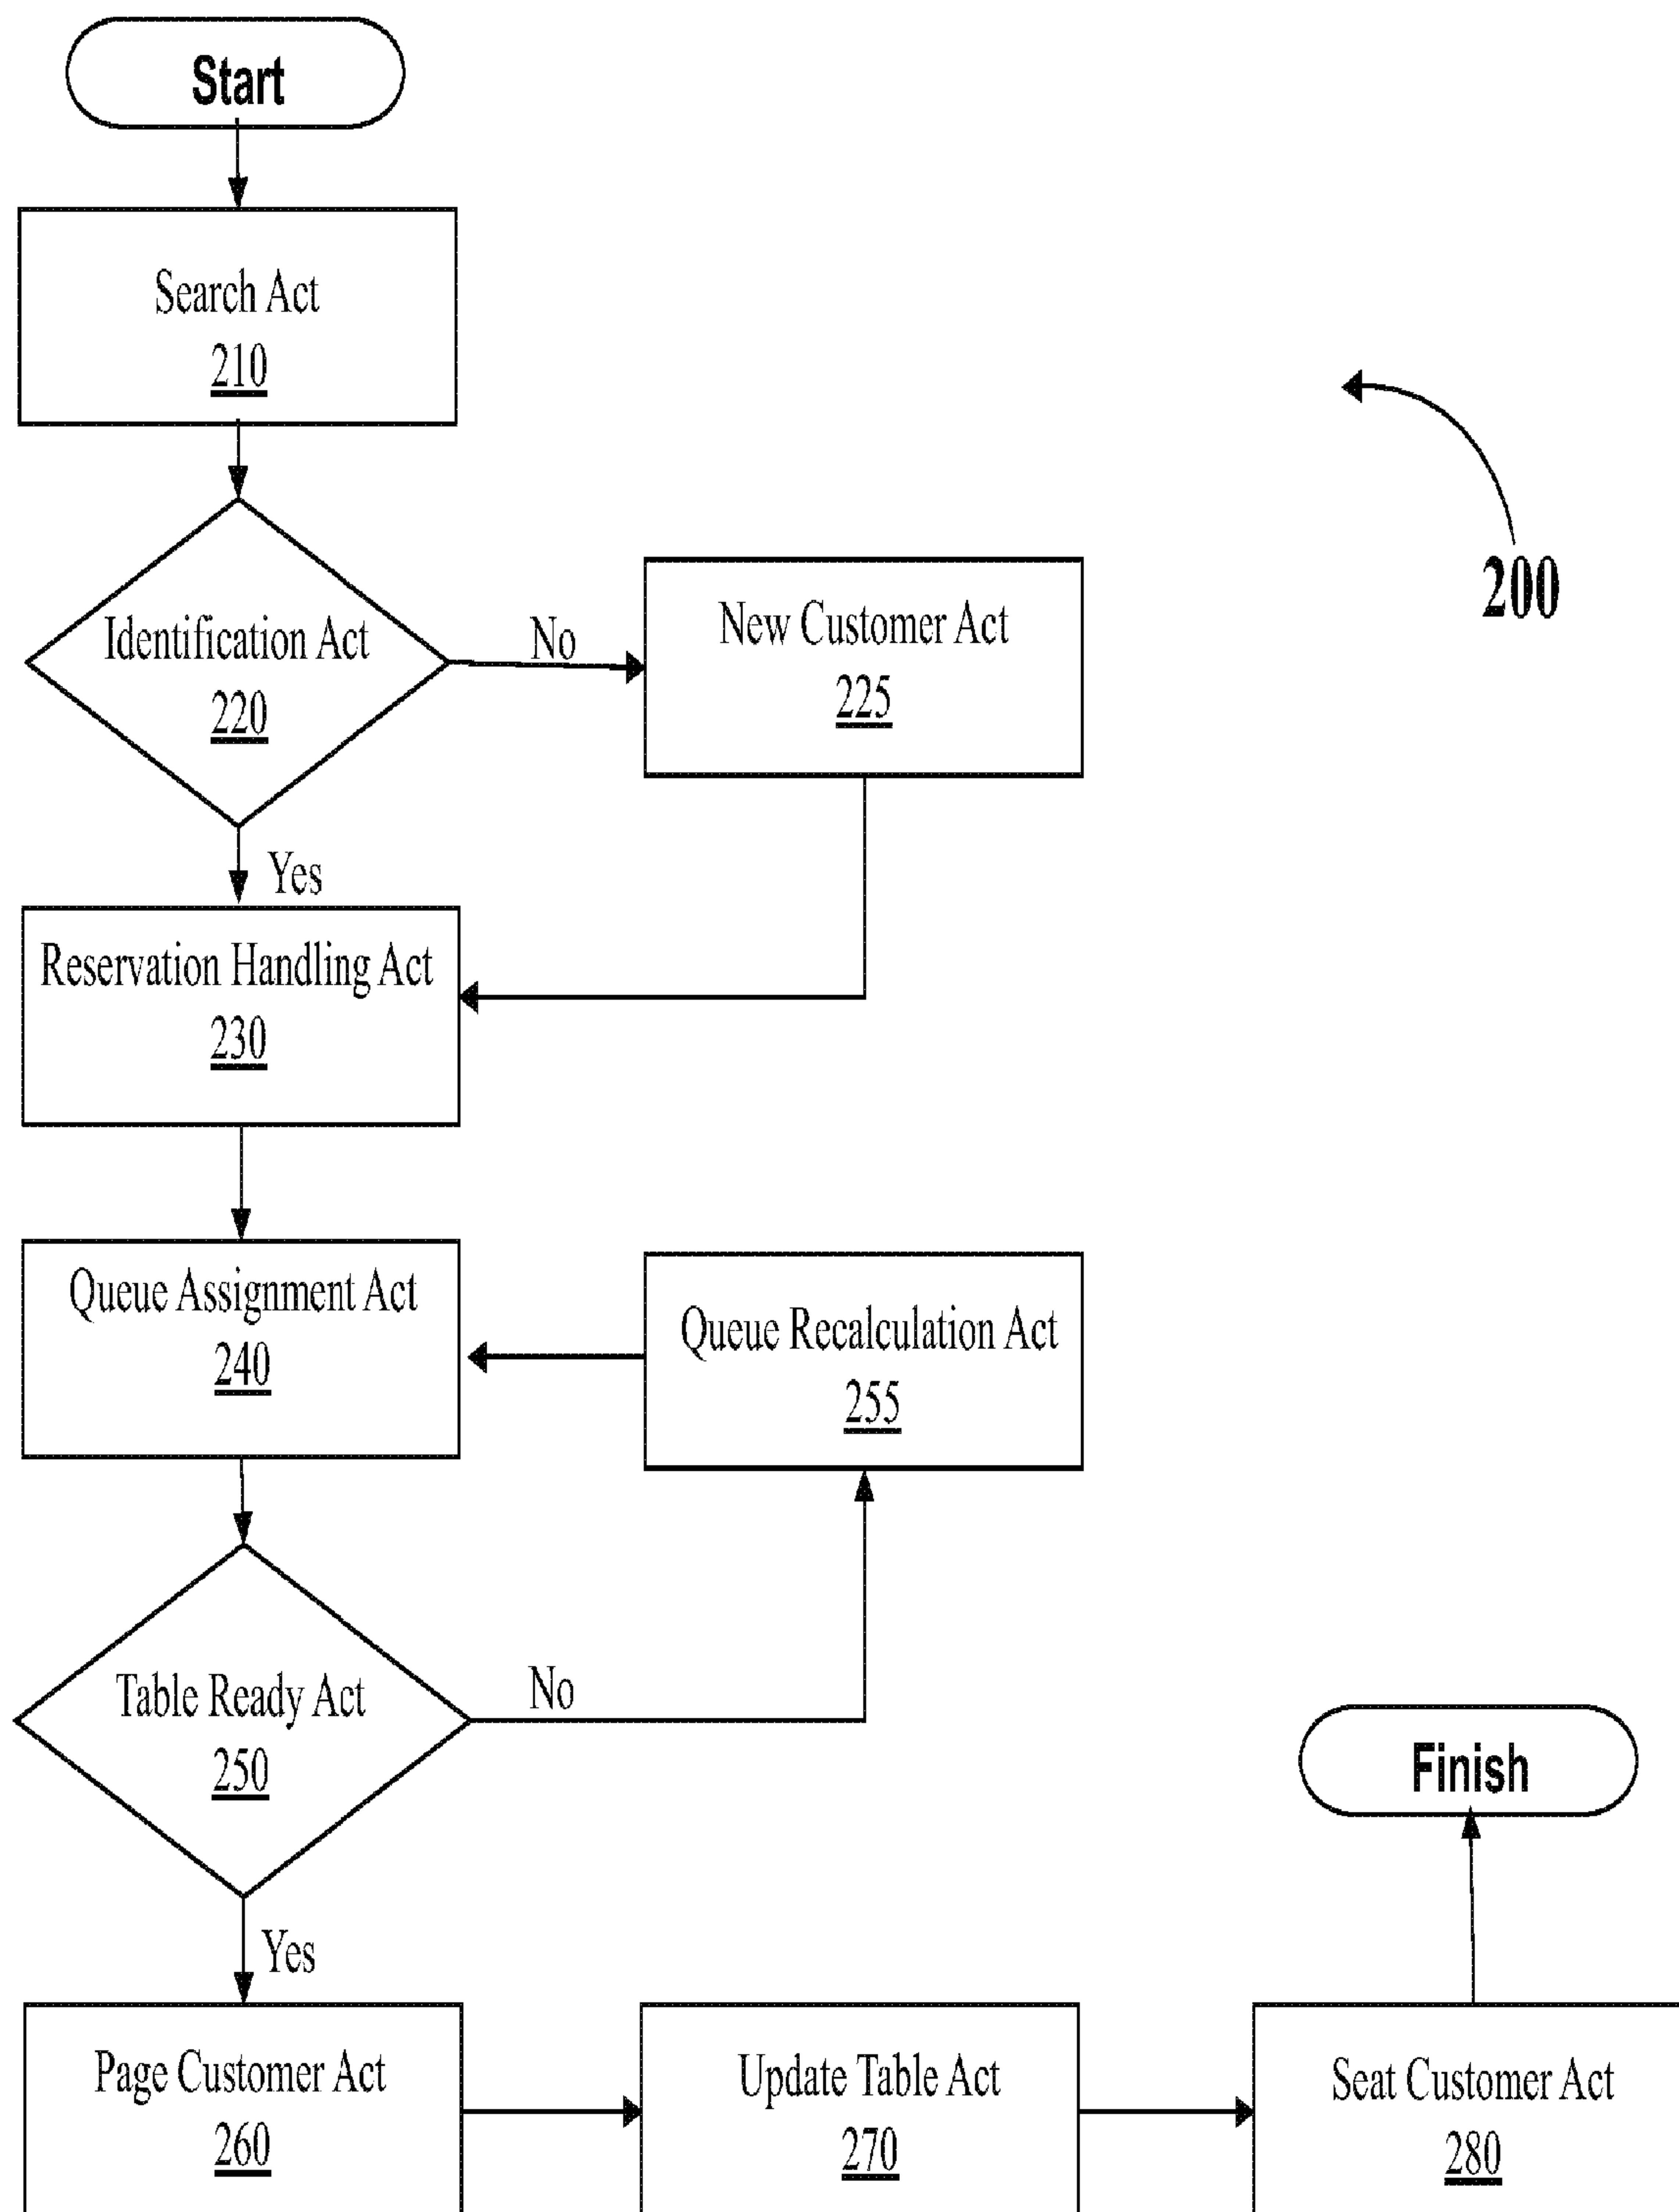 Start
Search Act
210
Identification Act
220
No
New Customer Act
225
200
Yes
Reservation Handling Act
230
Queue Assignment Act
240
Queue Recalculation Act
255
Table Ready Act
250
No
Finish
Yes
Page Customer Act
260
Update Table Act
270
Seat Customer Act
280